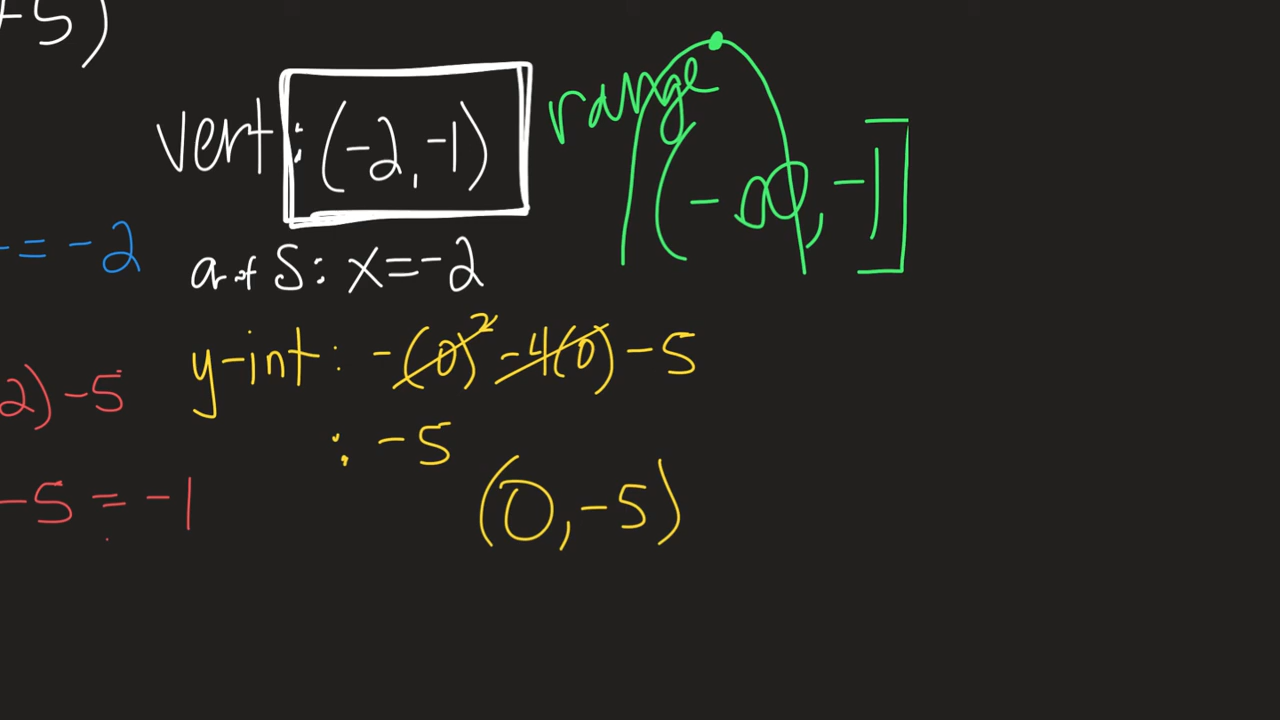 +5)
vert: (-2, -1)
range
(-∞, -1]
= -2
a of S: x=-2
y-int: -(0)² -4(0) -5
2) -5
: -5
-5 = -1
(0, -5)